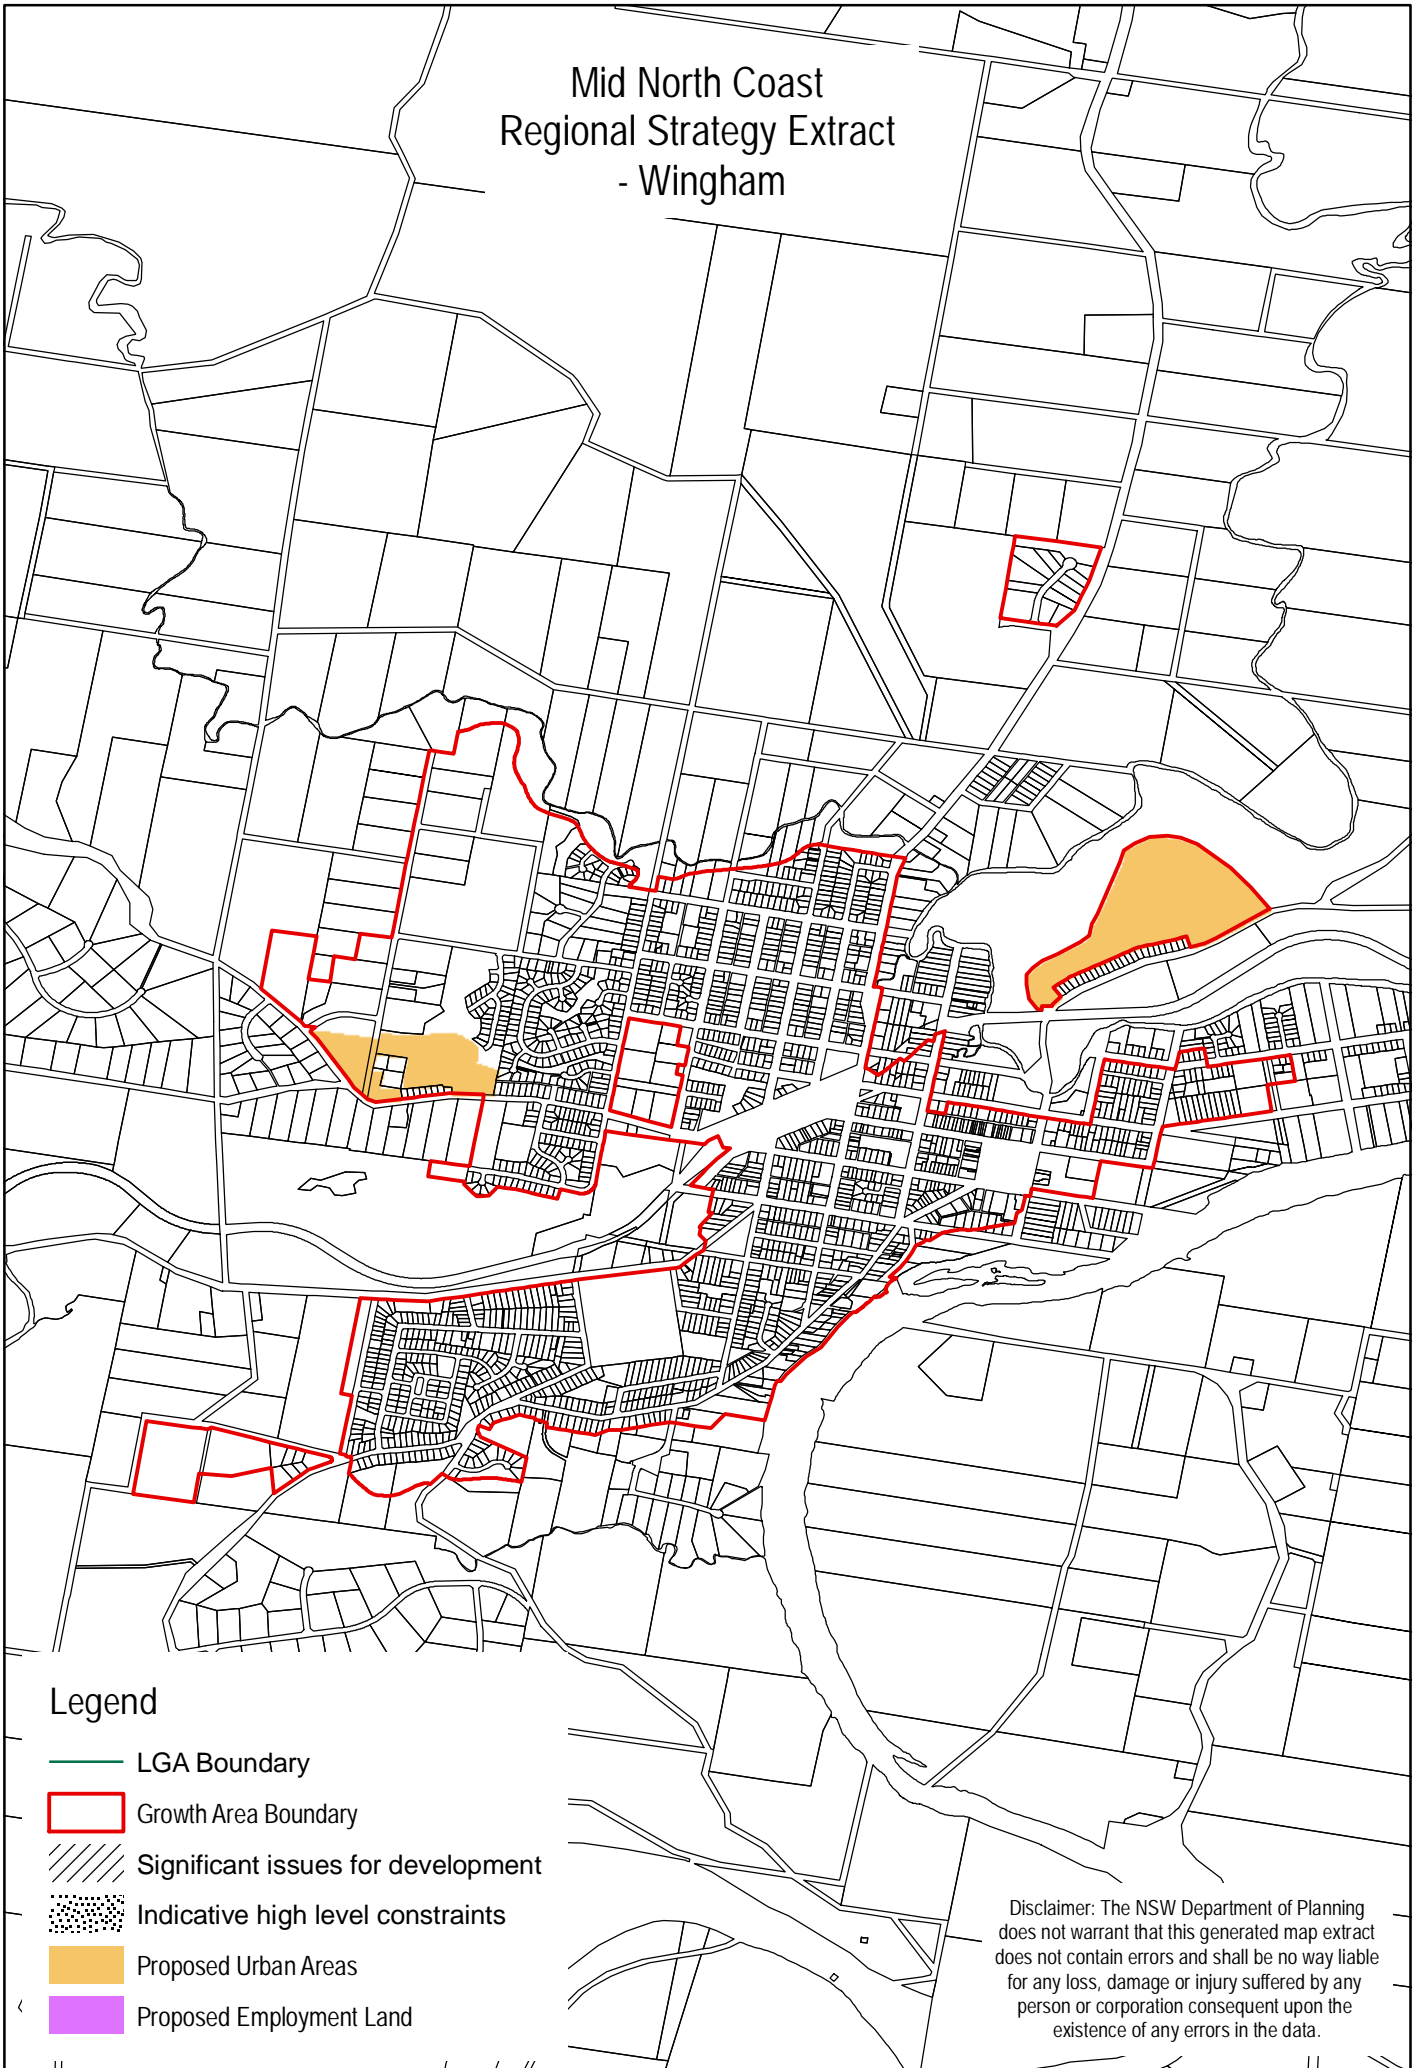 Mid North Coast
Regional Strategy Extract
- Wingham
Legend
LGA Boundary
Growth Area Boundary
Significant issues for development
Indicative high level constraints
Proposed Urban Areas
Proposed Employment Land
Disclaimer: The NSW Department of Planning
does not warrant that this generated map extract
does not contain errors and shall be no way liable
for any loss, damage or injury suffered by any
person or corporation consequent upon the
existence of any errors in the data.